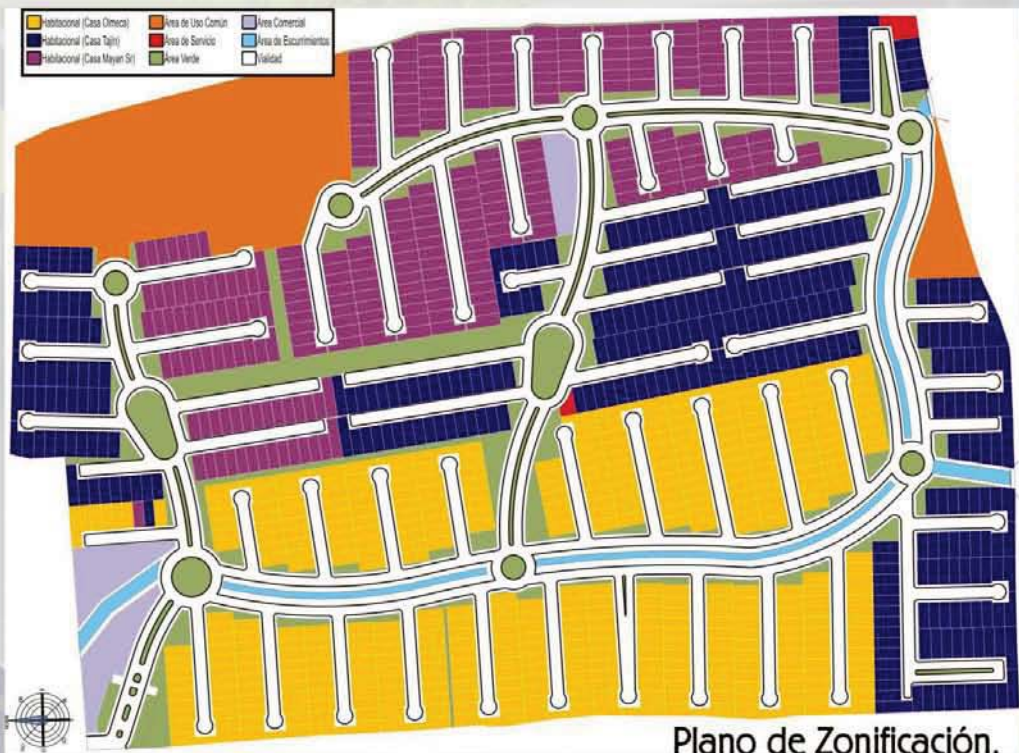 Habitacional (Casa Olmeca)
Habitacional (Casa Tajín)
Habitacional (Casa Mayan Sr)
Área de Uso Común
Área de Servicio
Área Verde
Área Comercial
Área de Escurrimientos
Vialidad
Plano de Zonificación.